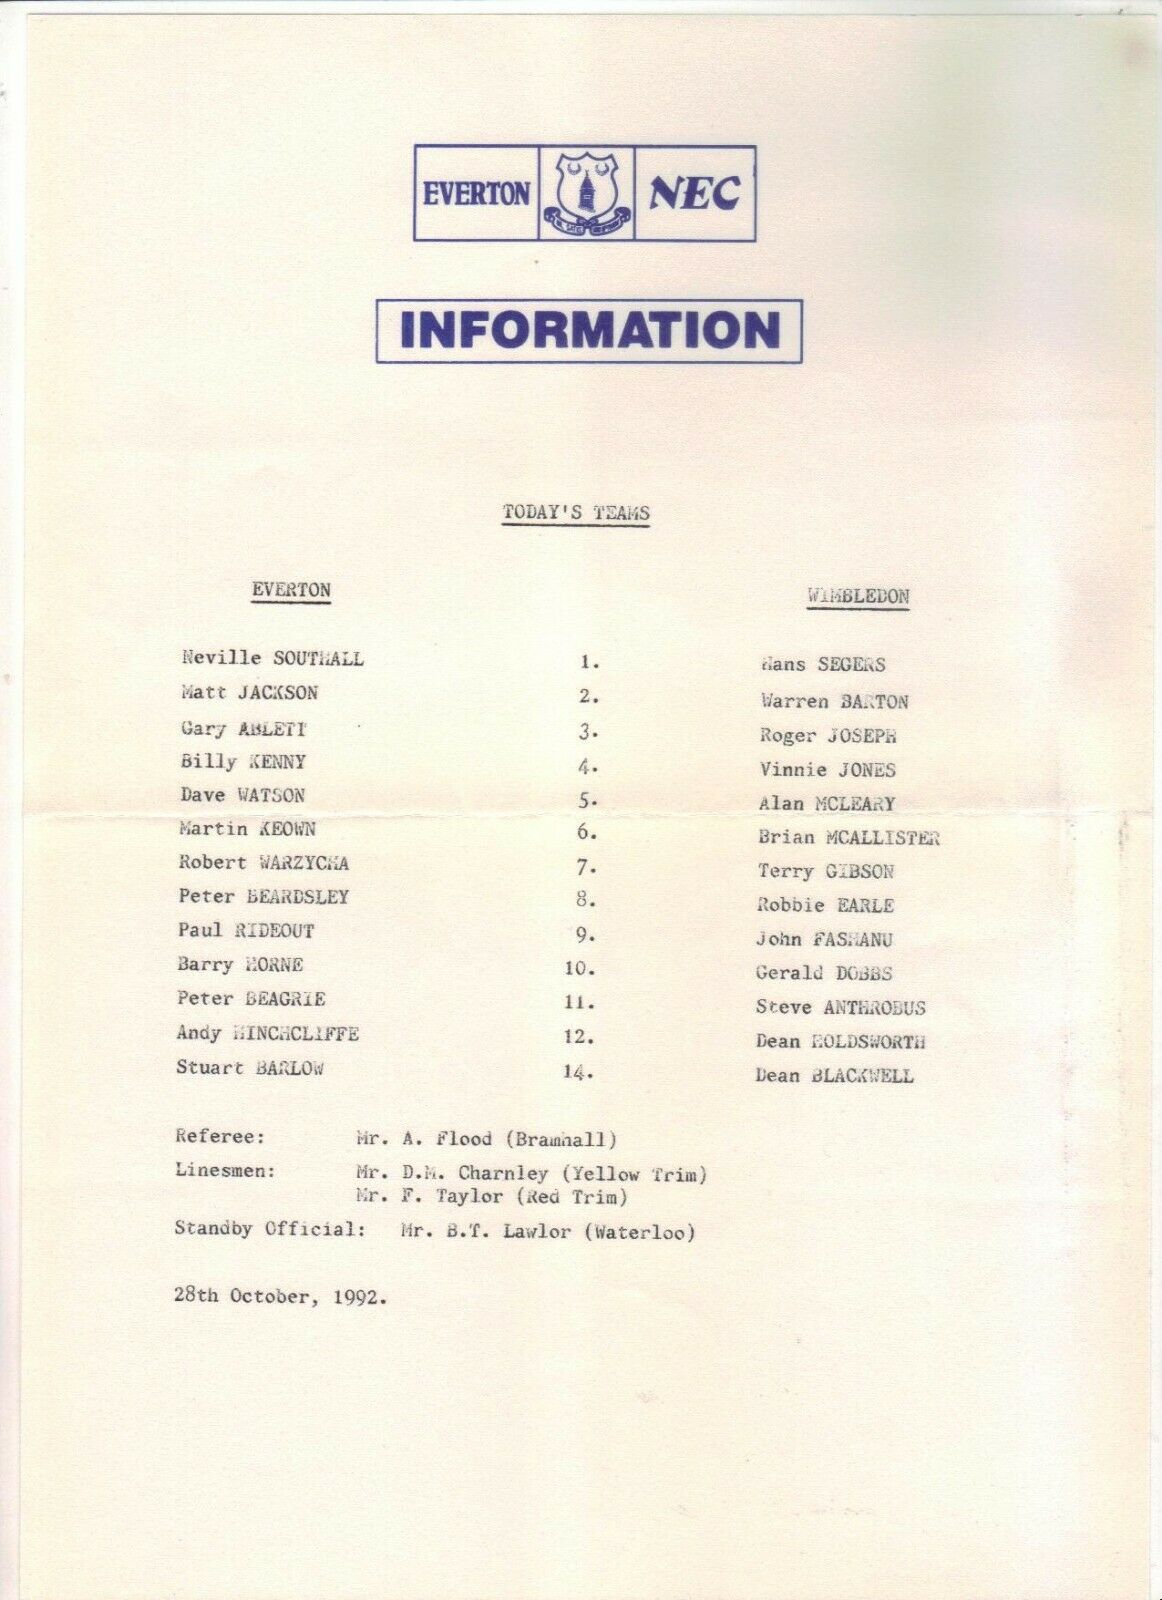 EVERTON NEC
INFORMATION
TODAY'S TEAMS
EVERTON WIMBLEDON
Neville SOUTHALL 1. Hans SEGERS
Matt JACKSON 2. Warren BARTON
Gary ABLETT 3. Roger JOSEPH
Billy KENNY 4. Vinnie JONES
Dave WATSON 5. Alan MCLEARY
Martin KEOWN 6. Brian MCALLISTER
Robert WARZYCHA 7. Terry GIBSON
Peter BEARDSLEY 8. Robbie EARLE
Paul RIDEOUT 9. John FASHANU
Barry HORNE 10. Gerald DOBBS
Peter BEAGRIE 11. Steve ANTHROBUS
Andy HINCHCLIFFE 12. Dean HOLDSWORTH
Stuart BARLOW 14. Dean BLACKWELL
Referee: Mr. A. Flood (Bramhall)
Linesmen: Mr. D.M. Charnley (Yellow Trim)
Mr. F. Taylor (Red Trim)
Standby Official: Mr. B.T. Lawlor (Waterloo)
28th October, 1992.